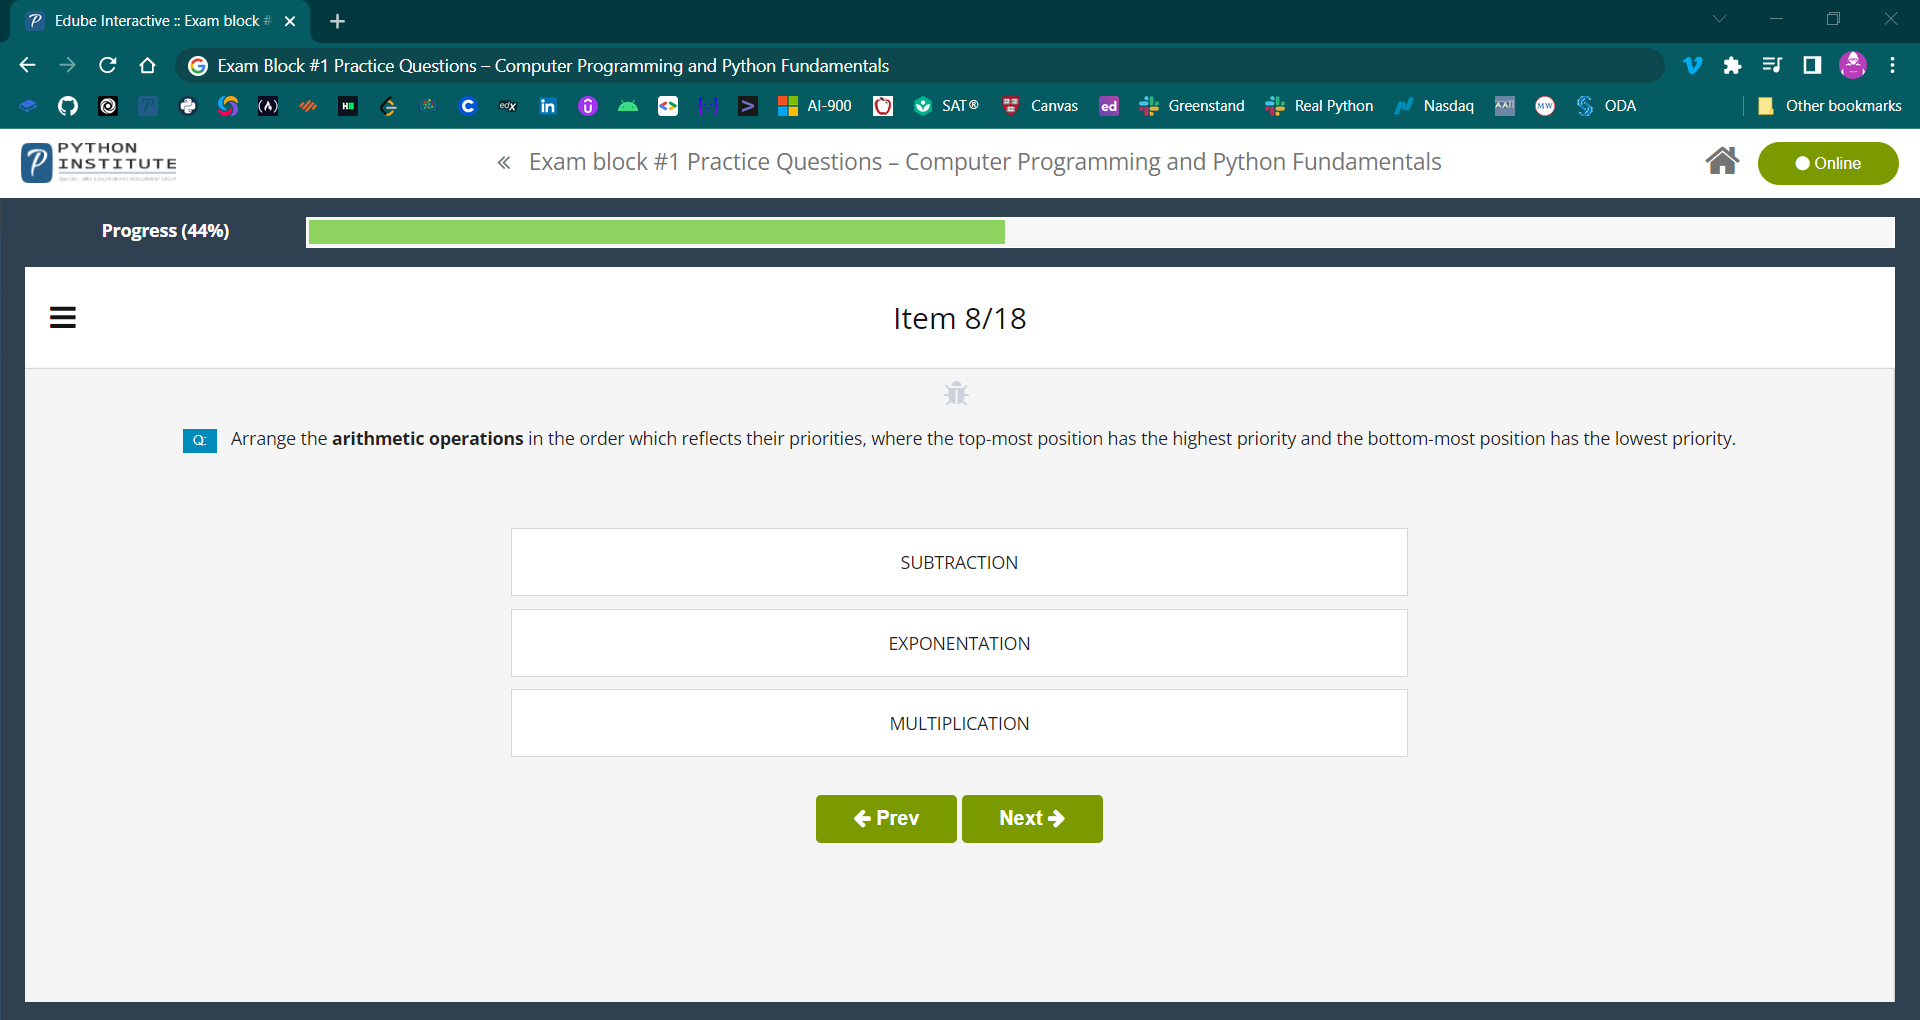 Edube Interactive :: Exam block #
Exam Block #1 Practice Questions – Computer Programming and Python Fundamentals
edx
in
AI-900
SAT®
Canvas
ed
Greenstand
Real Python
Nasdaq
MW
ODA
Other bookmarks
PYTHON
INSTITUTE
« Exam block #1 Practice Questions – Computer Programming and Python Fundamentals
Online
Progress (44%)
Item 8/18
Q: Arrange the arithmetic operations in the order which reflects their priorities, where the top-most position has the highest priority and the bottom-most position has the lowest priority.
SUBTRACTION
EXPONENTATION
MULTIPLICATION
Prev
Next